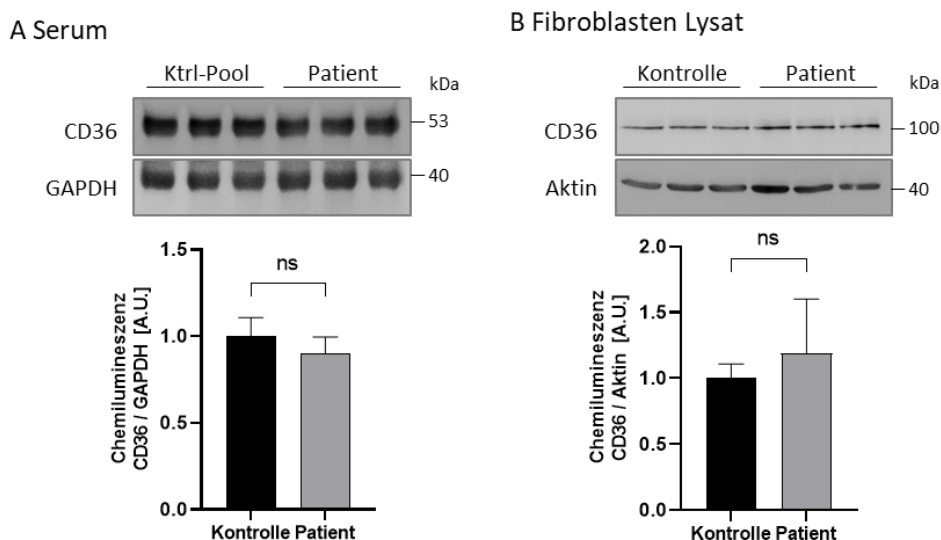 A Serum
Ktrl-Pool Patient
kDa
CD36
53
GAPDH
40
1.5
1.0
0.5
0.0
Chemilumineszenz
CD36 / GAPDH [A.U.]
ns
Kontrolle Patient
B Fibroblasten Lysat
Kontrolle Patient
kDa
CD36
100
Aktin
40
2.0
1.5
1.0
0.5
0.0
Chemilumineszenz
CD36 / Aktin [A.U.]
ns
Kontrolle Patient